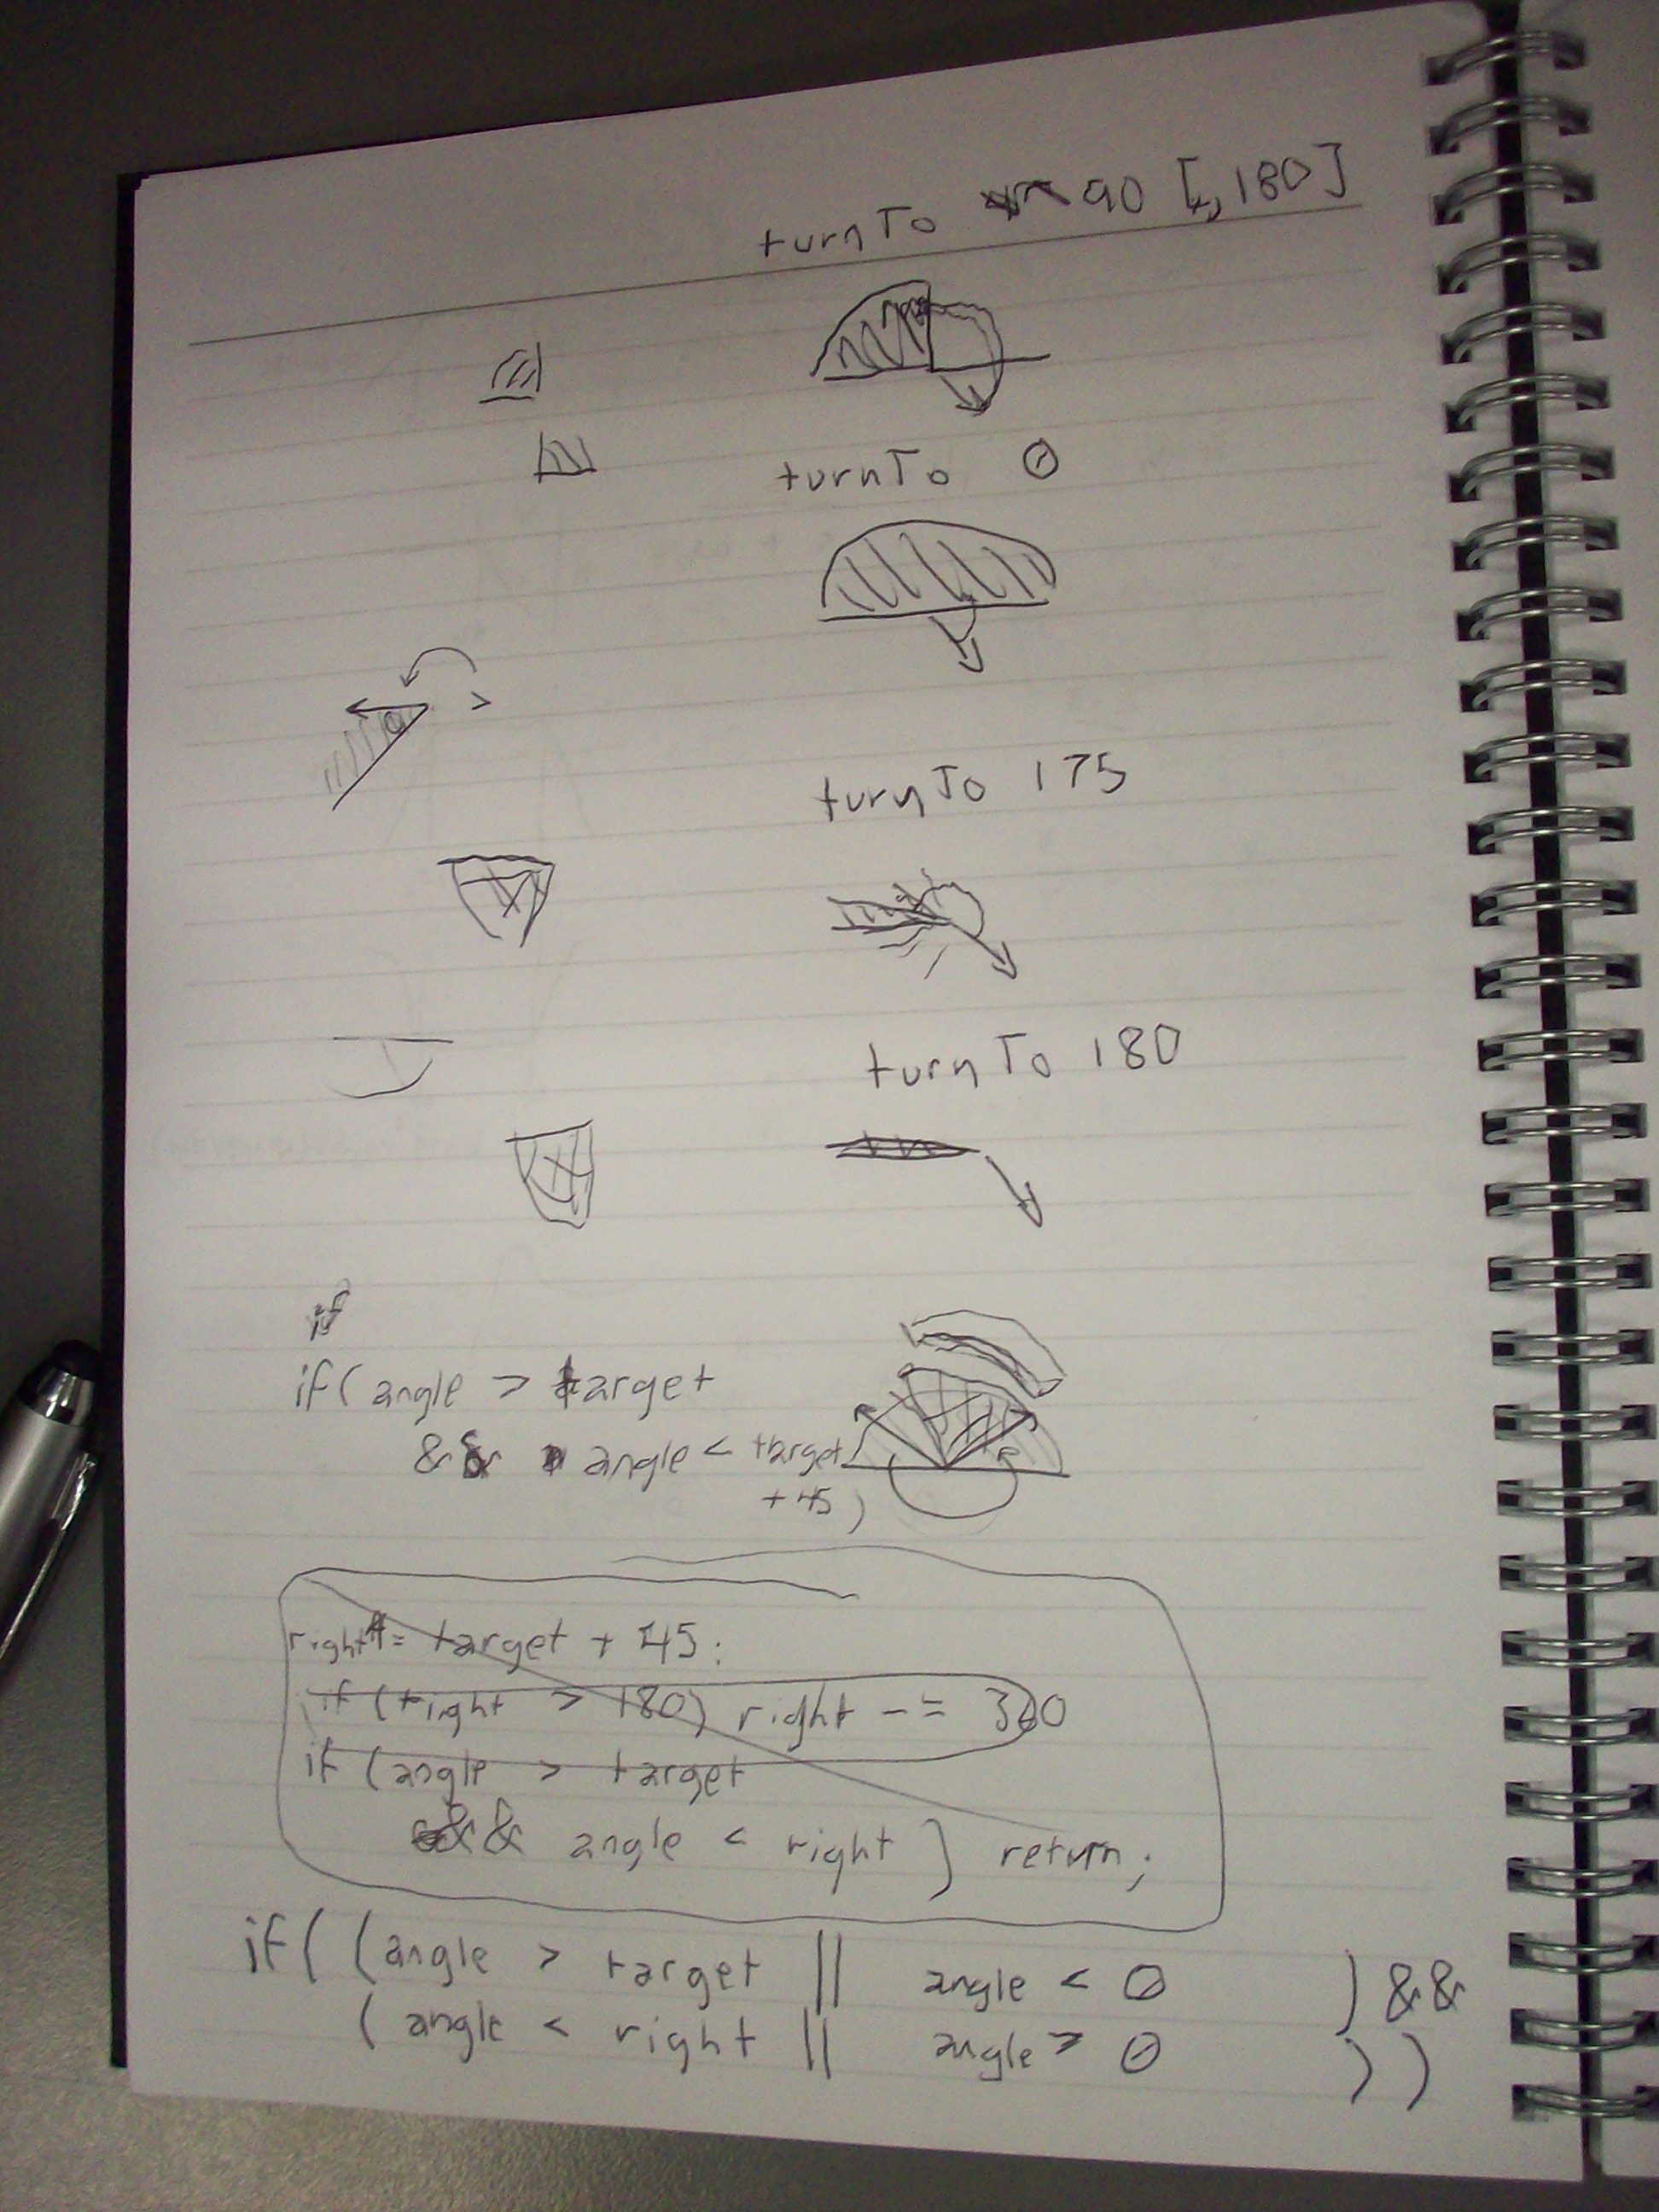 turnTo 90 [,180]
turnTo 0
turnTo 175
turnTo 180
if
if( angle > target
&& angle < target
+ 45 )
right = target + 45;
if (right > 180) right -= 360
if (angle > target
&& angle < right ) return;
if( (angle > target || angle < 0 ) &&
( angle < right || angle > 0 ) )